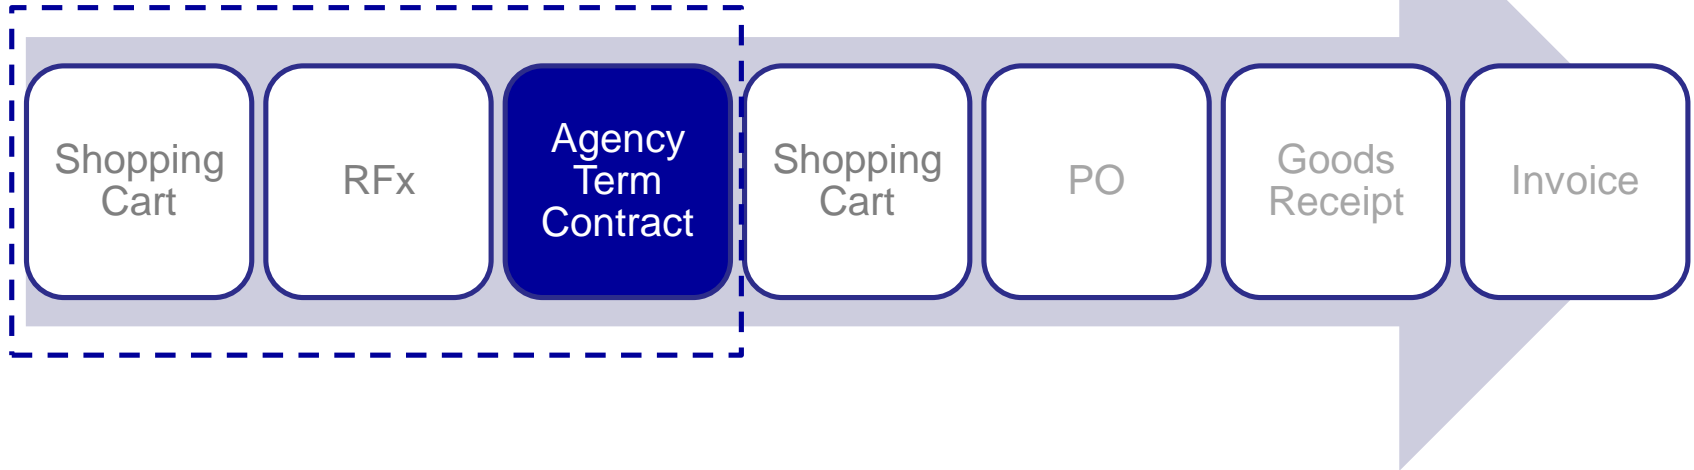 Shopping
Cart
RFx
Agency
Term
Contract
Shopping
Cart
PO
Goods
Receipt
Invoice